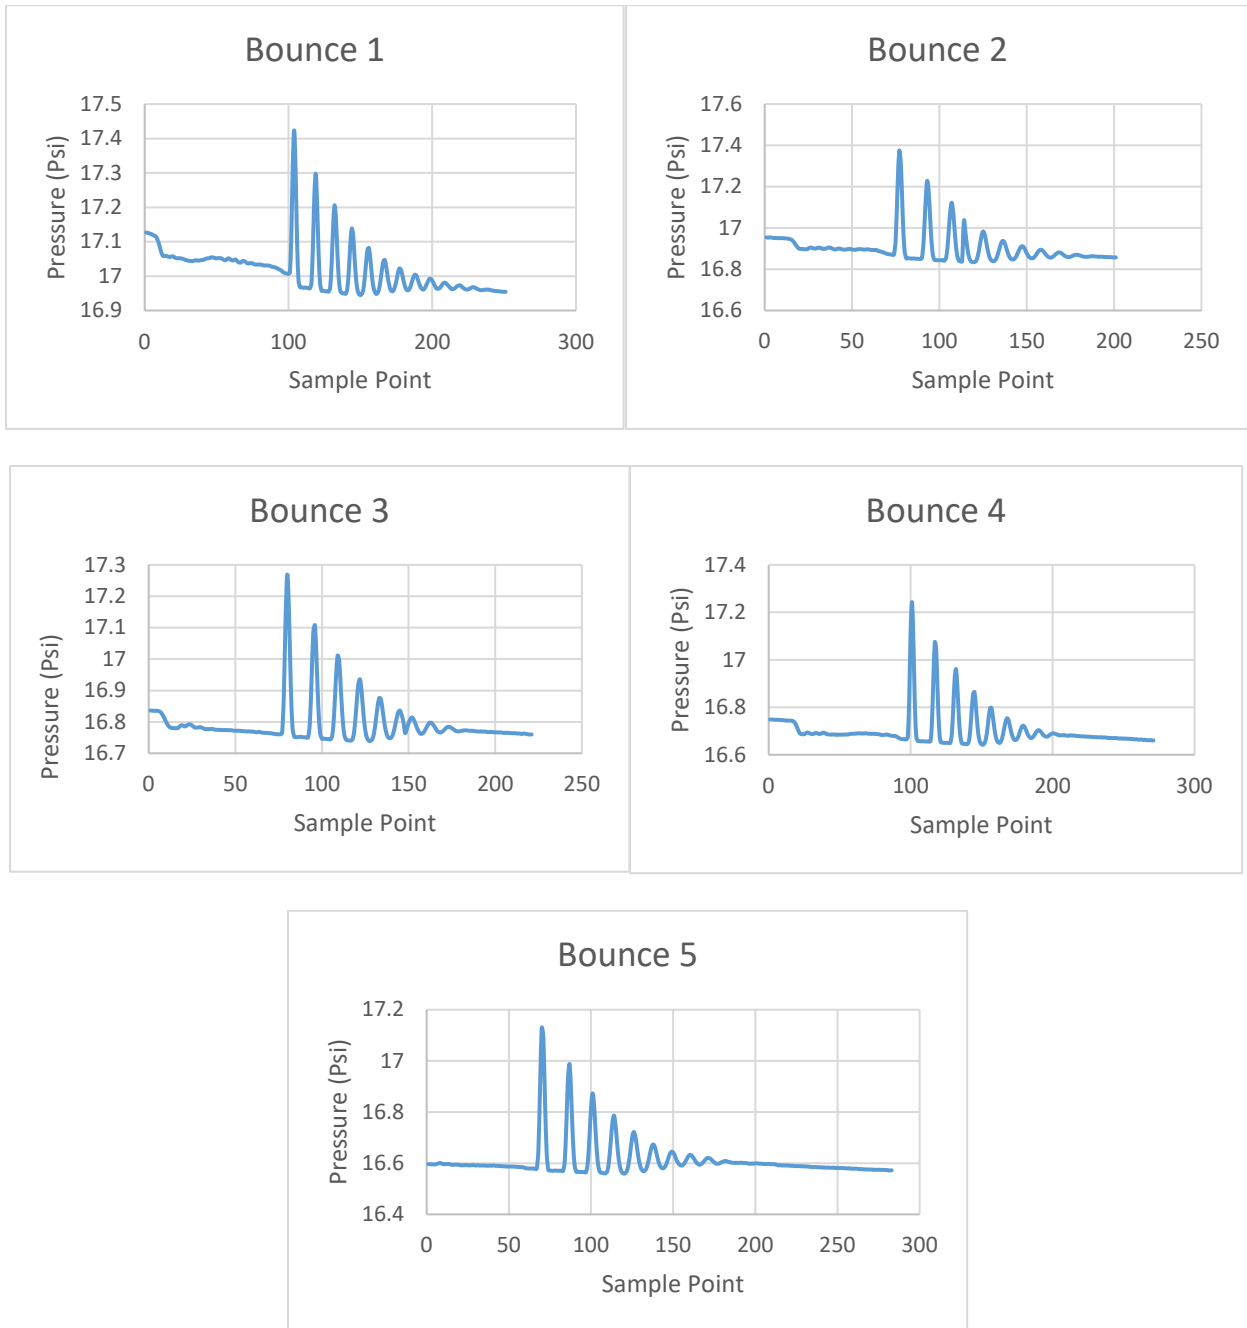 Bounce 1
17.5
17.4
17.3
17.2
17.1
17
16.9
Pressure (Psi)
0 100 200 300
Sample Point
Bounce 2
17.6
17.4
17.2
17
16.8
16.6
Pressure (Psi)
0 50 100 150 200 250
Sample Point
Bounce 3
17.3
17.2
17.1
17
16.9
16.8
16.7
Pressure (Psi)
0 50 100 150 200 250
Sample Point
Bounce 4
17.4
17.2
17
16.8
16.6
Pressure (Psi)
0 100 200 300
Sample Point
Bounce 5
17.2
17
16.8
16.6
16.4
Pressure (Psi)
0 50 100 150 200 250 300
Sample Point